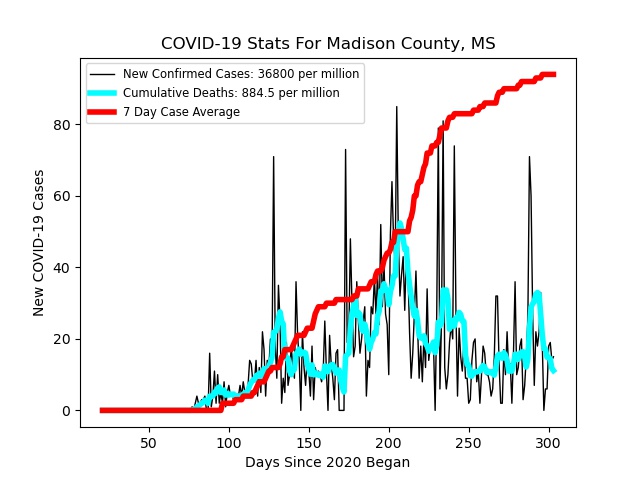 COVID-19 Stats For Madison County, MS
New Confirmed Cases: 36800 per million
Cumulative Deaths: 884.5 per million
7 Day Case Average
New COVID-19 Cases
80
60
40
20
0
50 100 150 200 250 300
Days Since 2020 Began